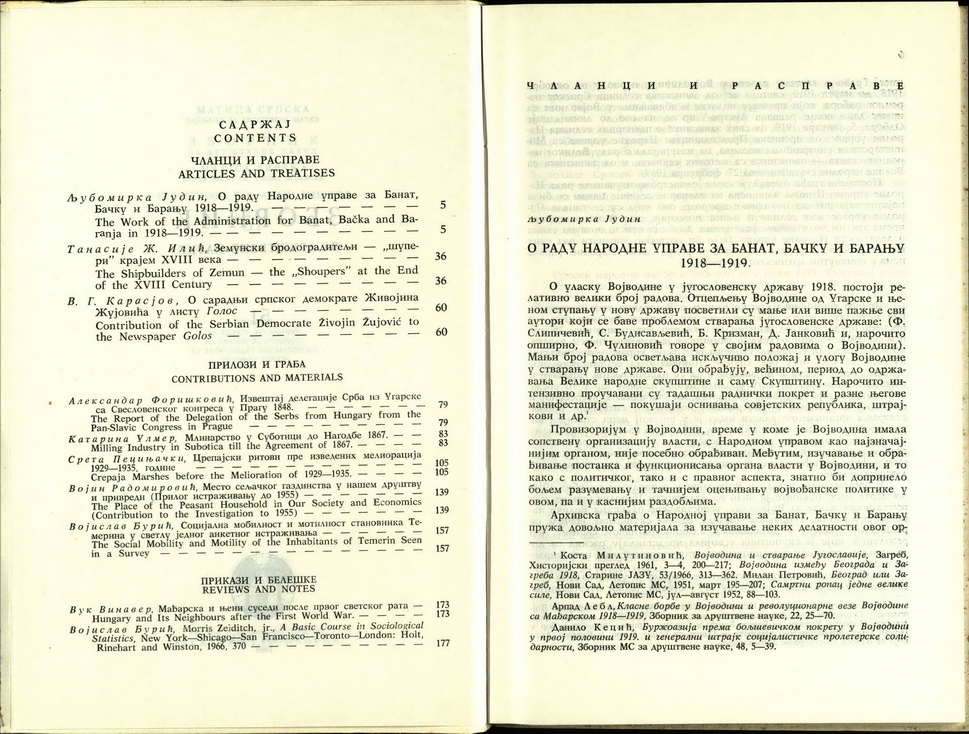 САДРЖАЈ
CONTENTS
ЧЛАНЦИ И РАСПРАВЕ
ARTICLES AND TREATISES
Љубомирка Јудин, О раду Народне управе за Банат,
Бачку и Барању, 1918—1919. — — — — — — — 5
The Work of the Administration for Banat, Bačka and Ba-
ranja in 1918—1919. — — — — — — — — — 5
Танасије Ж. Илић, Земунски бродоградитељи — „шупе-
ри” крајем XVIII века — — — — — — — — 36
The Shipbuilders of Zemun — the „Shoupers” at the End
of the XVIII Century — — — — — — — — 36
В. Г. Карасјов, О сарадњи српског демократе Живојина
Жујовића у листу Голос — — — — — — — — 60
Contribution of the Serbian Democrate Živojin Žujović to
the Newspaper Golos — — — — — — — — — 60
ПРИЛОЗИ И ГРАЂА
CONTRIBUTIONS AND MATERIALS
Александар Форишковић, Извештај делегације Срба из Угарске
са Свесловенског конгреса у Прагу 1848. — — — — — — 79
The Report of the Delegation of the Serbs from Hungary from the
Pan-Slavic Congress in Prague — — — — — — — — 79
Катарина Улмер, Млинарство у Суботици до Нагодбе 1867. — — 83
Milling Industry in Subotica till the Agreement of 1867. — — — 83
Срета Пецињачки, Црепајски ритови пре изведених мелиорација
1929—1935. године — — — — — — — — — — 105
Crepaja Marshes before the Melioration of 1929—1935. — — — 105
Војин Радомировић, Место сељачког газдинства у нашем друштву
и привреди (Прилог истраживању до 1955) — — — — — 139
The Place of the Peasant Household in Our Society and Economics
(Contribution to the Investigation to 1955) — — — — — 139
Војислав Ђурић, Социјална мобилност и мотилност становника Те-
мерина у светлу једног анкетног истраживања — — — — 157
The Social Mobility and Motility of the Inhabitants of Temerin Seen
in a Survey — — — — — — — — — — — — 157
ПРИКАЗИ И БЕЛЕШКЕ
REVIEWS AND NOTES
Вук Винавер, Мађарска и њени суседи после првог светског рата — 173
Hungary and Its Neighbours after the First World War. — — — 173
Војислав Ђурић, Morris Zeiditch, jr., A Basic Course in Sociological
Statistics, New York—Shicago—San Francisco—Toronto—London: Holt,
Rinehart and Winston, 1966, 370 — — — — — — — — 177
ЧЛАНЦИ И РАСПРАВЕ
Љубомирка Јудин
О РАДУ НАРОДНЕ УПРАВЕ ЗА БАНАТ, БАЧКУ И БАРАЊУ
1918—1919.
О уласку Војводине у југословенску државу 1918. постоји ре-
лативно велики број радова. Отцепљењу Војводине од Угарске и ње-
ном ступању у нову државу посветили су мање или више пажње сви
аутори који се баве проблемом стварања југословенске државе: (Ф.
Слипичевић, С. Будисављевић, Б. Кризман, Д. Јанковић и, нарочито
опширно, Ф. Чулиновић говоре у својим радовима о Војводини).
Мањи број радова осветљава искључиво положај и улогу Војводине
у стварању нове државе. Они обрађују, већином, период до одржа-
вања Велике народне скупштине и саму Скупштину. Нарочито ин-
тензивно проучавани су тадашњи раднички покрет и разне његове
манифестације — покушаји оснивања совјетских република, штрај-
кови и др.¹
Провизоријум у Војводини, време у коме је Војводина имала
сопствену организацију власти, с Народном управом као најзначај-
нијим органом, није посебно обрађиван. Међутим, изучавање и обра-
ђивање постанка и функционисања органа власти у Војводини, и то
како с политичког, тако и с правног аспекта, знатно би допринело
бољем разумевању и тачнијем оцењивању војвођанске политике у
овом, па и у каснијим раздобљима.
Архивска грађа о Народној управи за Банат, Бачку и Барању
пружа довољно материјала за изучавање неких делатности овог ор-
¹ Коста Милутиновић, Војводина и стварање Југославије, Загреб,
Хисторијски преглед 1961, 3—4, 200—217; Војводина између Београда и За-
греба 1918, Старине ЈАЗУ, 53/1966, 313—362. Милан Петровић, Београд или За-
греб, Нови Сад, Летопис МС, 1951, март 195—207; Самртни ропац једне велике
силе, Нови Сад, Летопис МС, јул—август 1952, 88—103.
Арпад Лебл, Класне борбе у Војводини и револуционарне везе Војводине
са Мађарском 1918—1919, Зборник за друштвене науке, 22, 25—70.
Данило Кецић, Буржоазија према бољшевичком покрету у Војводини
у првој половини 1919. и генерални штрајк социјалистичке пролетерске соли-
дарности, Зборник МС за друштвене науке, 48, 5—39.